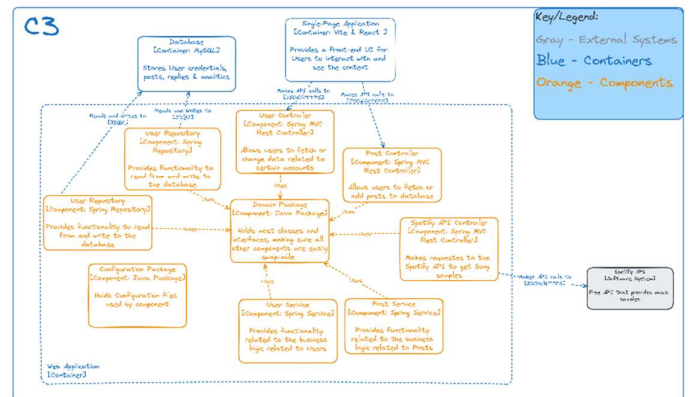 C3
Key/Legend:
Gray - External Systems
Blue - Containers
Orange - Components
Database
[Container: MySQL]
Stores User credentials,
posts, replies & analitics
Single-Page Application
[Container: Vite & React ]
Provides a front-end UI for
Users to interact with and
see the content
Reads and writes to
[JDBC]
Reads and writes to
[JDBC]
Makes API calls to
[JSON/HTTPS]
Makes API calls to
[JSON/HTTPS]
User Repository
[Component: Spring
Repository]
Provides Functionality to
read from and write to
the database
User Controller
[Component: Spring MVC
Rest Controller]
Allows users to fetch or
change data related to
certain accounts
Post Controller
[Component: Spring MVC
Rest Controller]
Allows users to fetch or
add posts to database
User Repository
[Component: Spring Repository]
Provides functionality to read
from and write to the
database
Domain Package
[Component: Java Package]
Holds most classes and
interfaces, making sure all
other components are easily
swap-able
Spotify API Controller
[Component: Spring MVC
Rest Controller]
Makes requestes to the
Spotify API to get Song
samples
Uses
Uses
Uses
Uses
Uses
Uses
Uses
Makes API calls to
[JSON/HTTPS]
Spotify API
[Software System]
Free API that provides music
samples
Configuration Package
[Component: Java Package]
Holds Configuration files
used by component
User Service
[Component: Spring Service]
Provides functionality
related to the business
logic related to Users
Post Service
[Component: Spring Service]
Provides functionality
related to the business
logic related to Posts
Web Application
[Container]